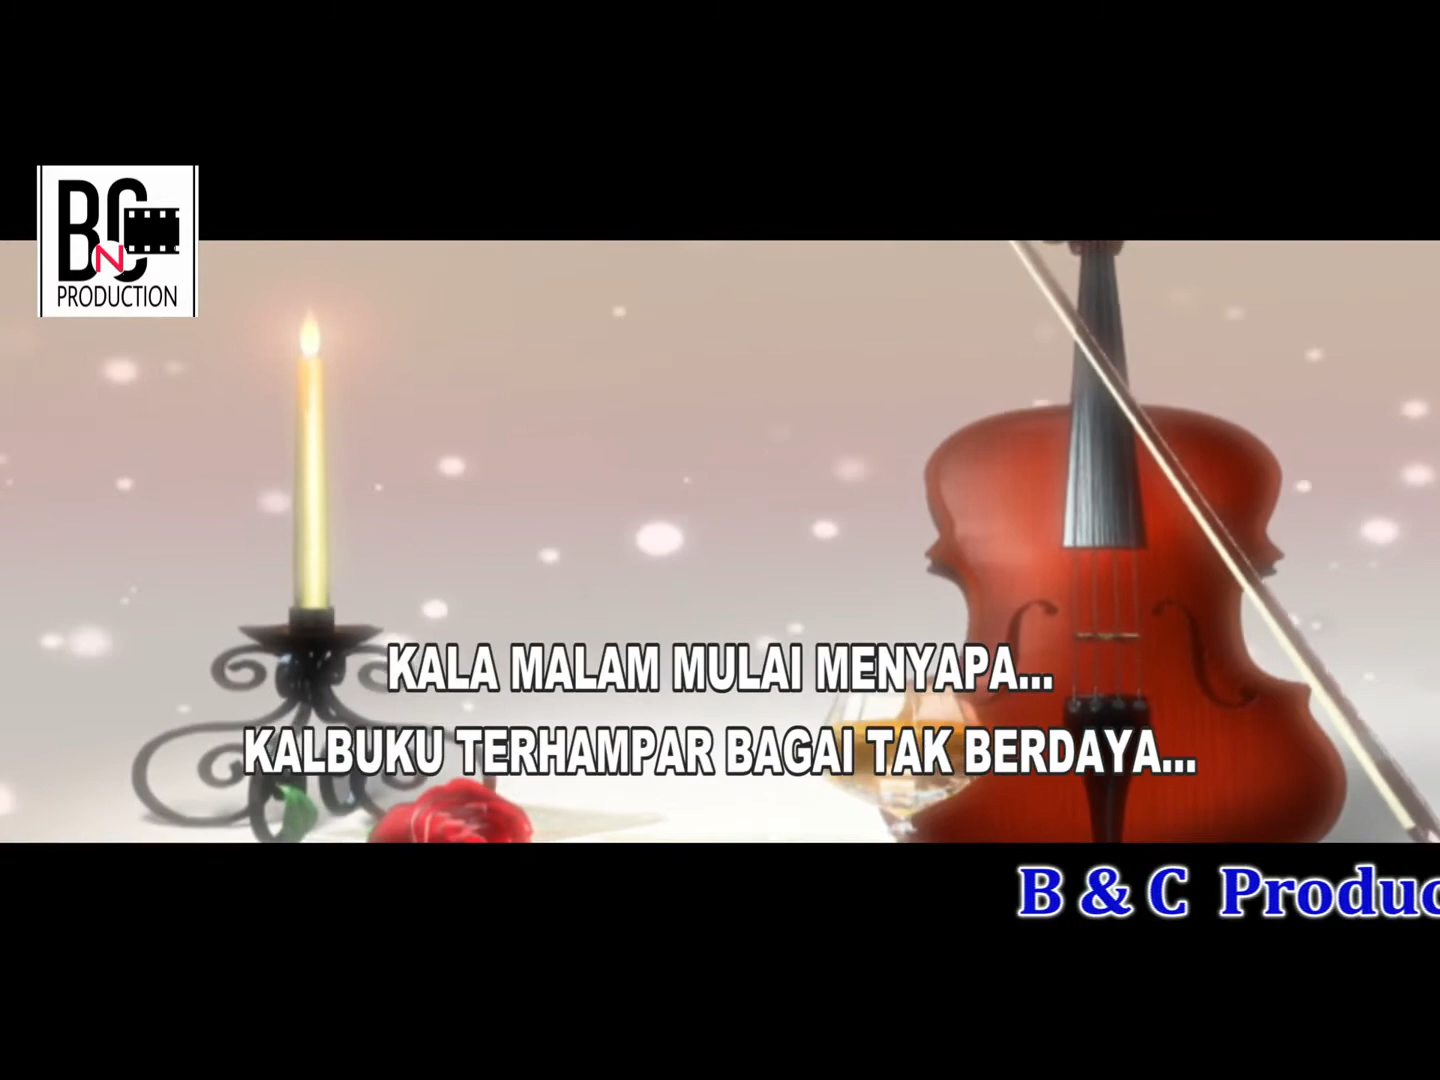 BNC
PRODUCTION
KALA MALAM MULAI MENYAPA...
KALBUKU TERHAMPAR BAGAI TAK BERDAYA...
B & C Produc